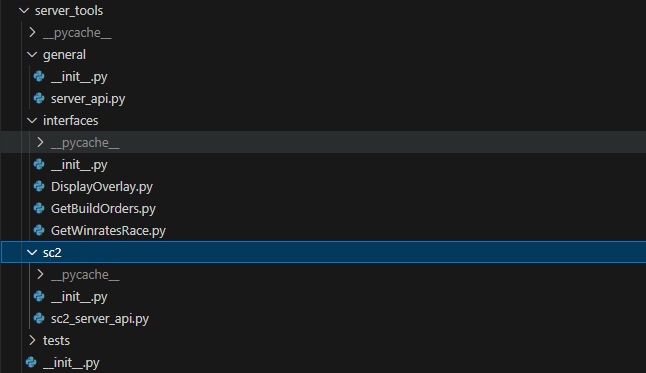 server_tools
__pycache__
general
__init__.py
server_api.py
interfaces
__pycache__
__init__.py
DisplayOverlay.py
GetBuildOrders.py
GetWinratesRace.py
sc2
__pycache__
__init__.py
sc2_server_api.py
tests
__init__.py